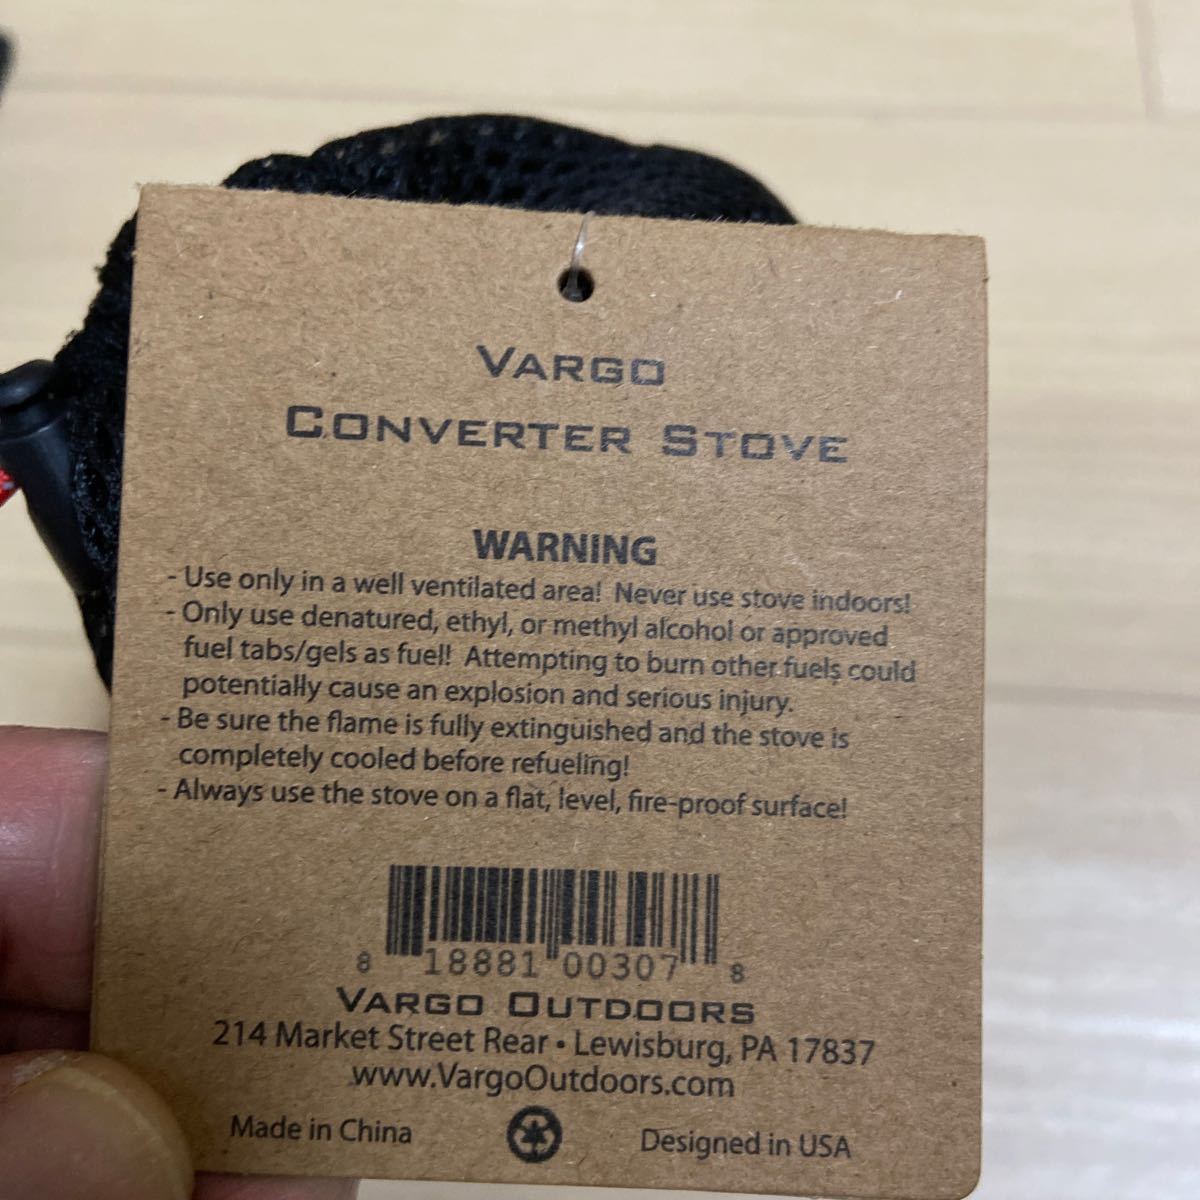 VARGO
CONVERTER STOVE
WARNING
- Use only in a well ventilated area! Never use stove indoors!
- Only use denatured, ethyl, or methyl alcohol or approved
fuel tabs/gels as fuel! Attempting to burn other fuels could
potentially cause an explosion and serious injury.
- Be sure the flame is fully extinguished and the stove is
completely cooled before refueling!
- Always use the stove on a flat, level, fire-proof surface!
8 18881 00307 8
VARGO OUTDOORS
214 Market Street Rear • Lewisburg, PA 17837
www.VargoOutdoors.com
Made in China Designed in USA